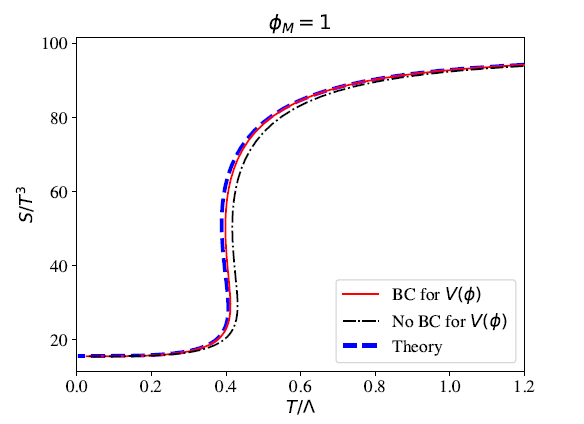 ϕ_M = 1
S/T³
100
80
60
40
20
BC for V(ϕ)
No BC for V(ϕ)
Theory
0.0 0.2 0.4 0.6 0.8 1.0 1.2
T/Λ